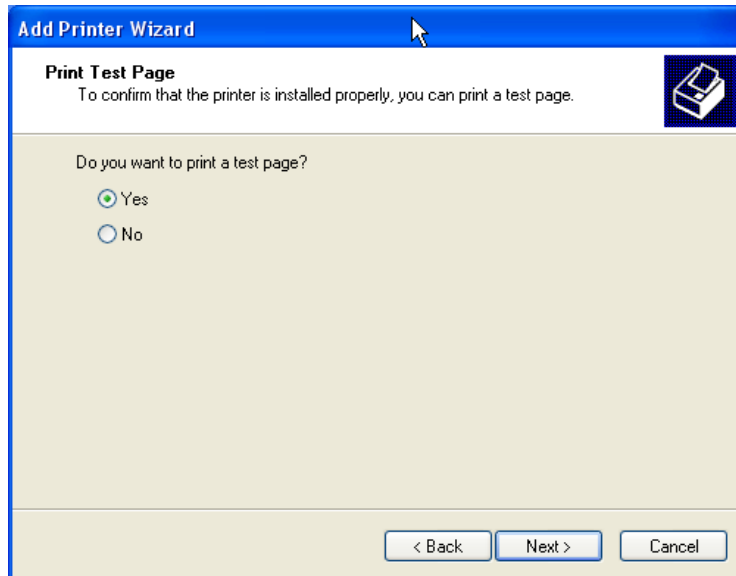 Add Printer Wizard
Print Test Page
To confirm that the printer is installed properly, you can print a test page.
Do you want to print a test page?
Yes
No
< Back Next > Cancel